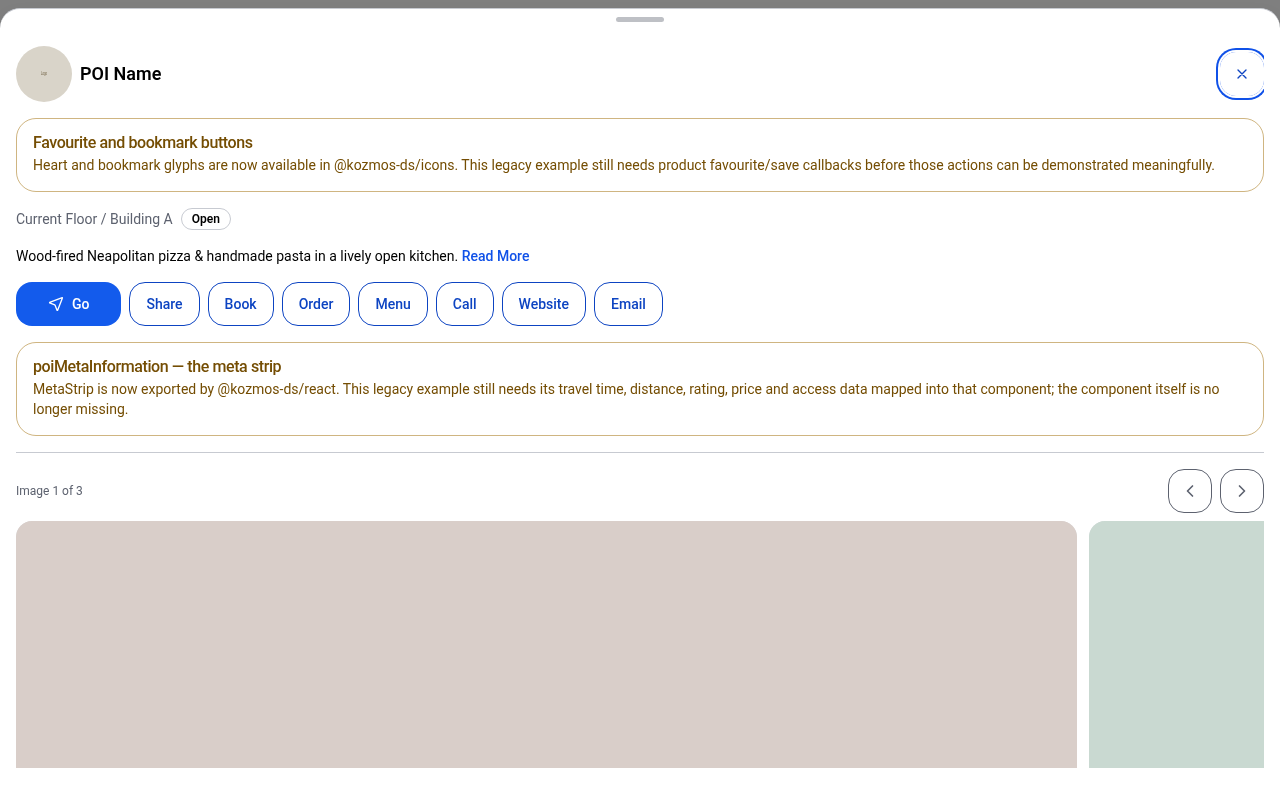 POI Name
Favourite and bookmark buttons
Heart and bookmark glyphs are now available in @kozmos-ds/icons. This legacy example still needs product favourite/save callbacks before those actions can be demonstrated meaningfully.
Current Floor / Building A Open
Wood-fired Neapolitan pizza & handmade pasta in a lively open kitchen. Read More
Go Share Book Order Menu Call Website Email
poiMetaInformation — the meta strip
MetaStrip is now exported by @kozmos-ds/react. This legacy example still needs its travel time, distance, rating, price and access data mapped into that component; the component itself is no
longer missing.
Image 1 of 3